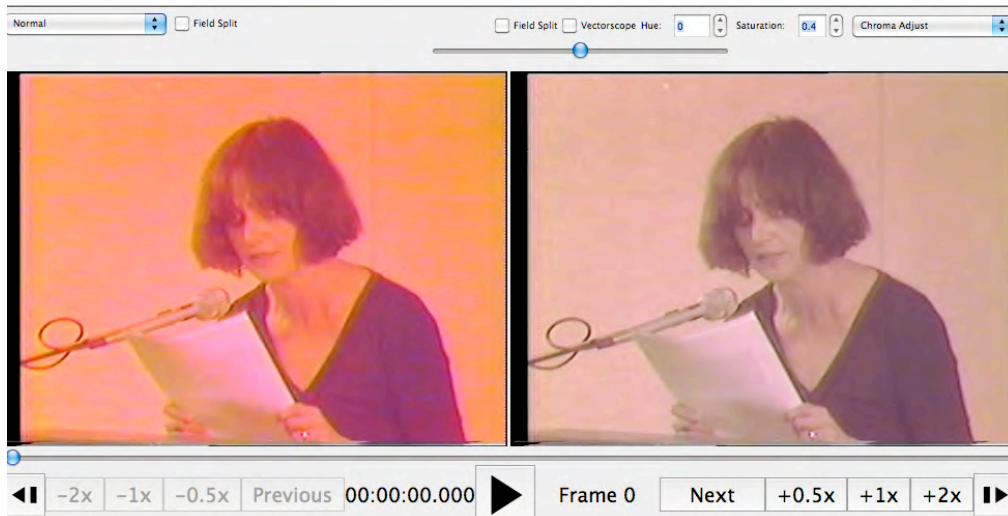 Normal Field Split Field Split Vectorscope Hue: 0 Saturation: 0.4 Chroma Adjust
-2x -1x -0.5x Previous 00:00:00.000 Frame 0 Next +0.5x +1x +2x